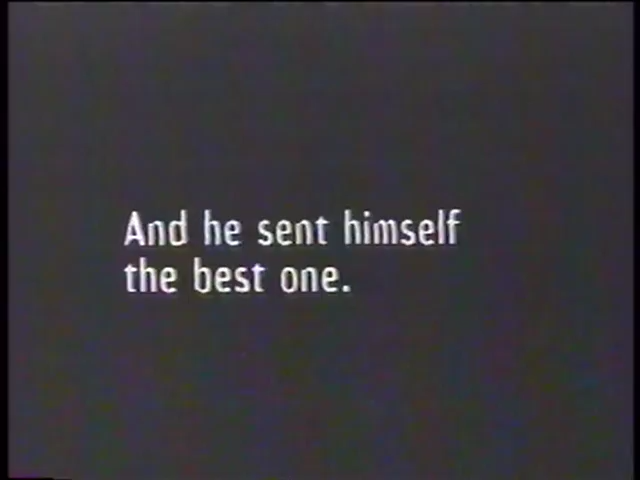 And he sent himself
the best one.